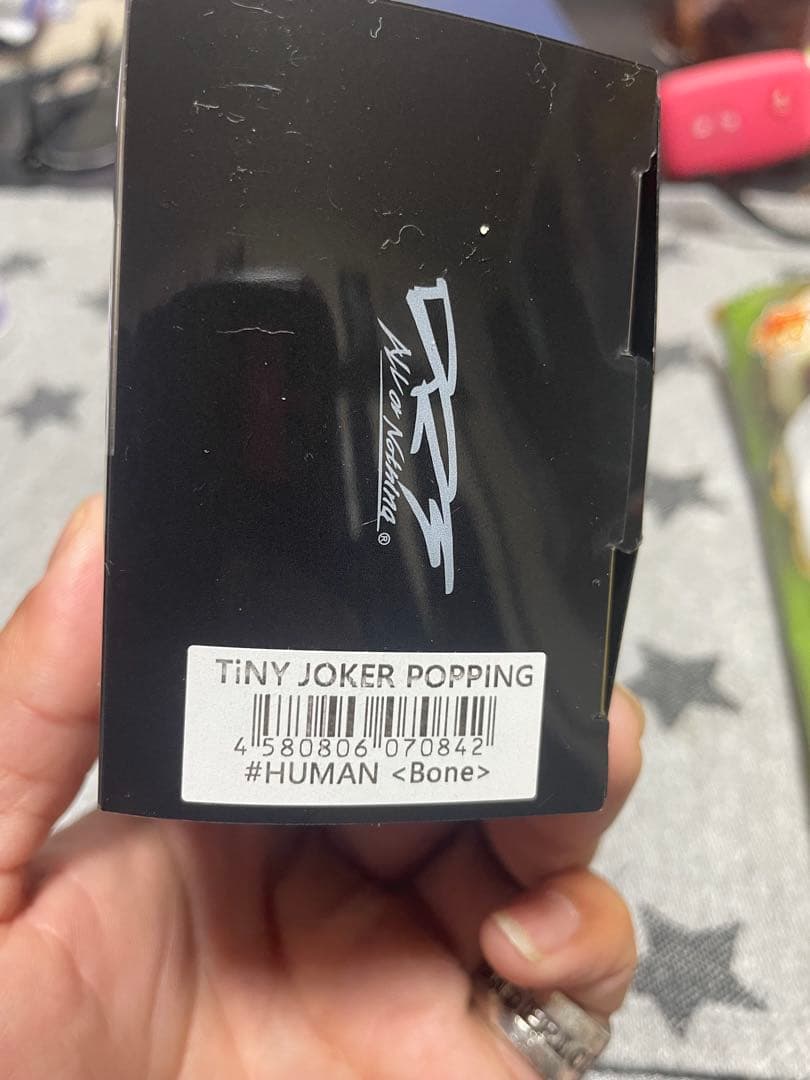 All or Nothing®
TiNY JOKER POPPING
4 580806 070842
#HUMAN <Bone>